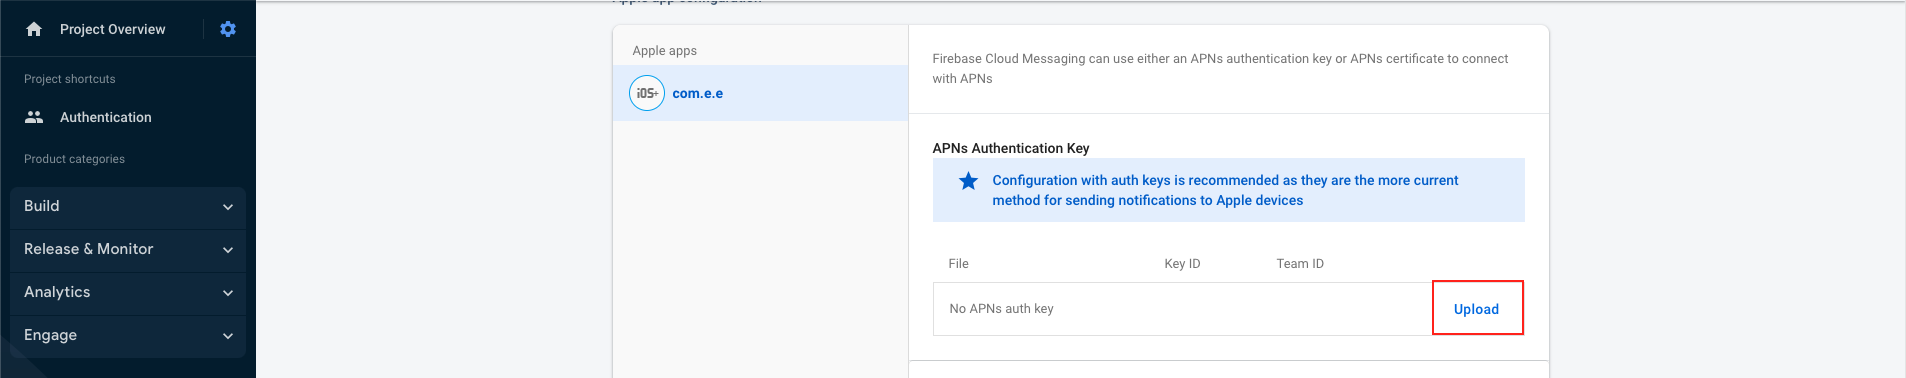 Project Overview
Project shortcuts
Authentication
Product categories
Build
Release & Monitor
Analytics
Engage
Apple app configuration
Apple apps
iOS+
com.e.e
Firebase Cloud Messaging can use either an APNs authentication key or APNs certificate to connect
with APNs
APNs Authentication Key
Configuration with auth keys is recommended as they are the more current
method for sending notifications to Apple devices
File Key ID Team ID
No APNs auth key Upload